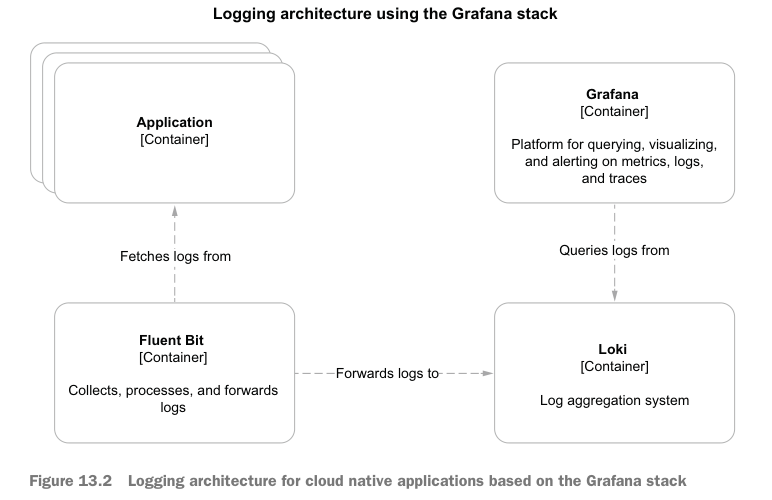 Logging architecture using the Grafana stack
Application
[Container]
Grafana
[Container]
Platform for querying, visualizing,
and alerting on metrics, logs,
and traces
Fetches logs from
Queries logs from
Fluent Bit
[Container]
Collects, processes, and forwards
logs
Forwards logs to
Loki
[Container]
Log aggregation system
Figure 13.2 Logging architecture for cloud native applications based on the Grafana stack